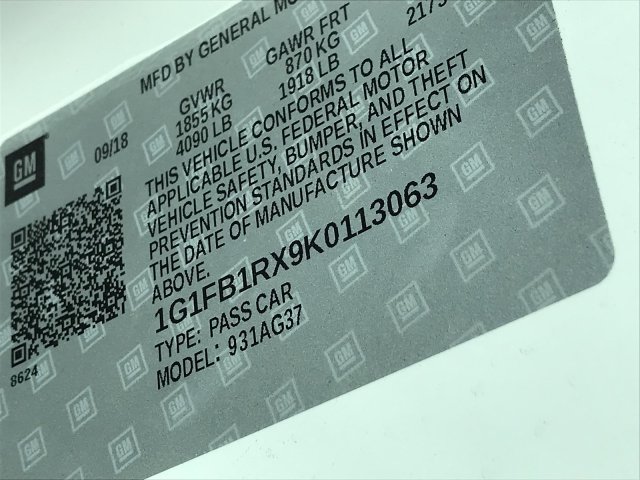 MFD BY GENERAL
GVWR GAWR FRT
1855 KG 870 KG
4090 LB 1918 LB
GM 09/18
THIS VEHICLE CONFORMS TO ALL
APPLICABLE U.S. FEDERAL MOTOR
VEHICLE SAFETY, BUMPER, AND THEFT
PREVENTION STANDARDS IN EFFECT ON
THE DATE OF MANUFACTURE SHOWN
ABOVE.
1G1FB1RX9K0113063
TYPE: PASS CAR
MODEL: 931AG37
8624